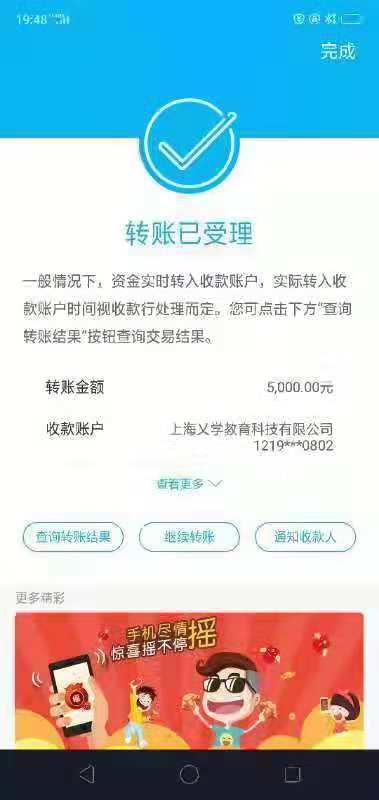 19:48
完成
转账已受理
一般情况下，资金实时转入收款账户，实际转入收
款账户时间视收款行处理而定。您可点击下方“查询
转账结果”按钮查询交易结果。
转账金额 5,000.00元
收款账户 上海乂学教育科技有限公司
1219***0802
查看更多
查询转账结果 继续转账 通知收款人
更多精彩
手机尽情摇
惊喜摇不停